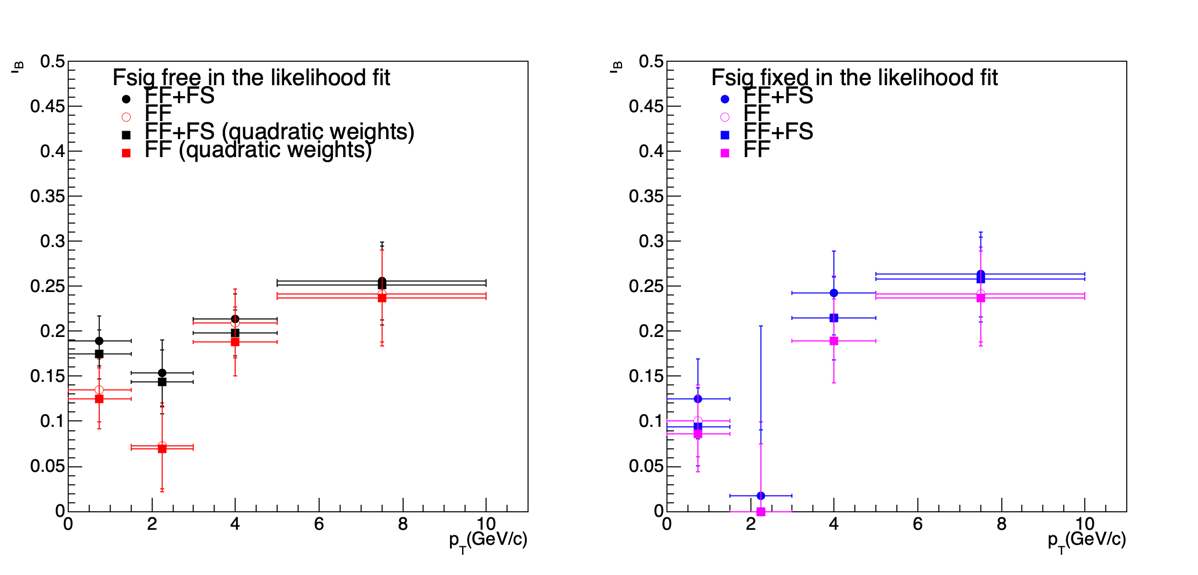 Fsig free in the likelihood fit
FF+FS
FF
FF+FS (quadratic weights)
FF (quadratic weights)
0.5
0.45
0.4
0.35
0.3
0.25
0.2
0.15
0.1
0.05
0
0 2 4 6 8 10
p_T(GeV/c)
Fsig fixed in the likelihood fit
FF+FS
FF
FF+FS
FF
0.5
0.45
0.4
0.35
0.3
0.25
0.2
0.15
0.1
0.05
0
0 2 4 6 8 10
p_T(GeV/c)